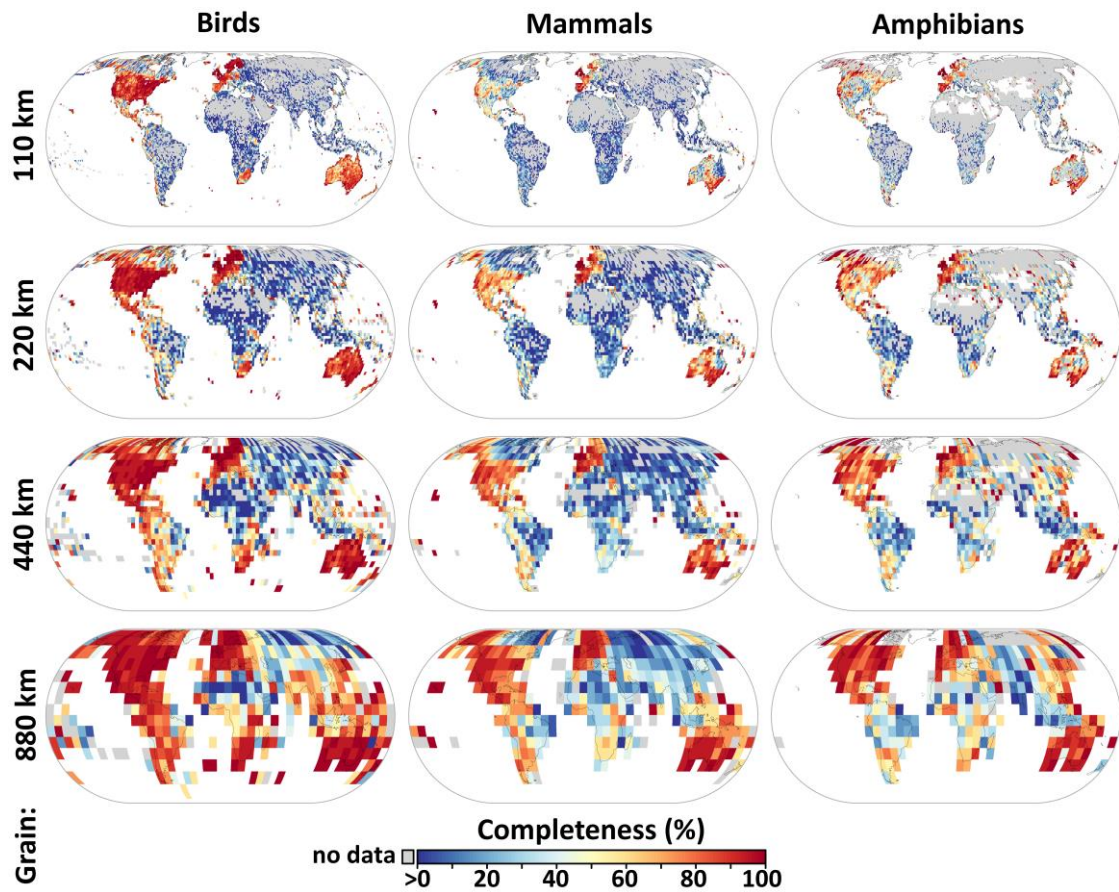 Birds Mammals Amphibians
110 km
220 km
440 km
880 km
Grain:
Completeness (%)
no data >0 20 40 60 80 100